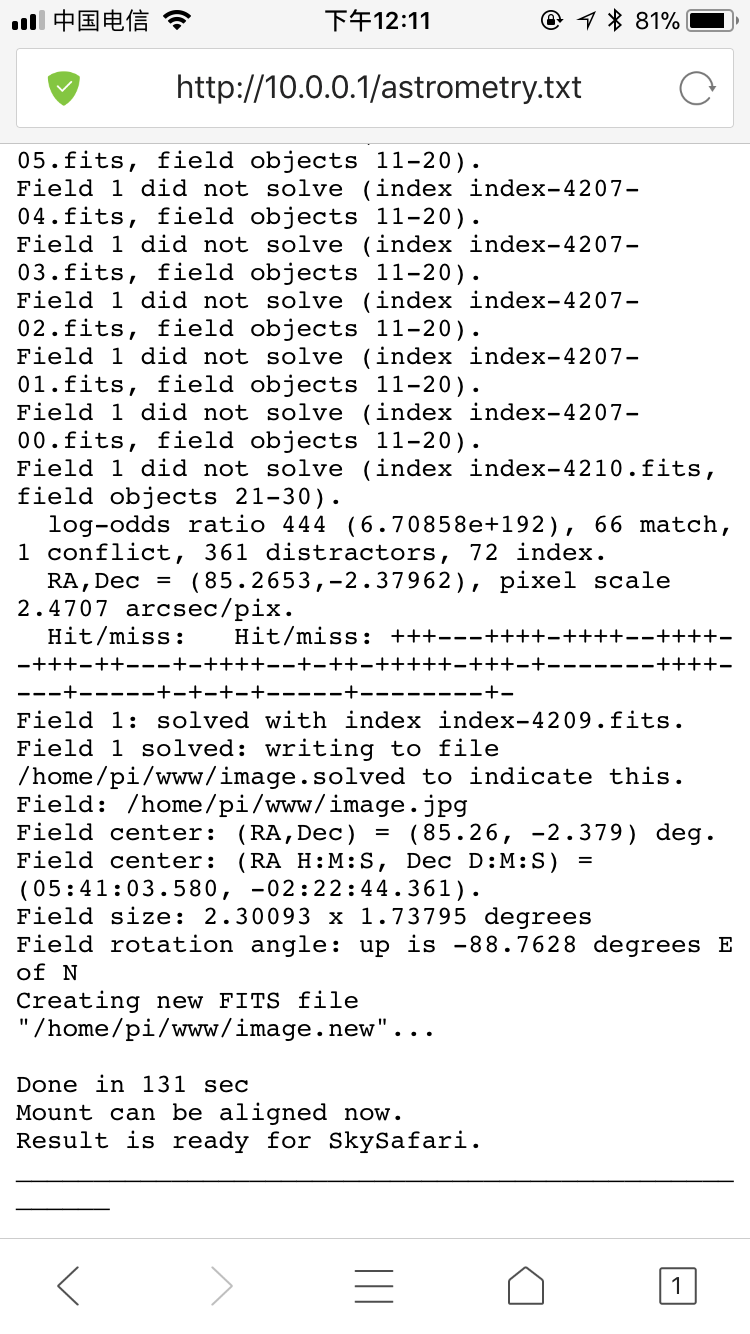 中国电信 下午12:11 81%
http://10.0.0.1/astrometry.txt
05.fits, field objects 11-20).
Field 1 did not solve (index index-4207-
04.fits, field objects 11-20).
Field 1 did not solve (index index-4207-
03.fits, field objects 11-20).
Field 1 did not solve (index index-4207-
02.fits, field objects 11-20).
Field 1 did not solve (index index-4207-
01.fits, field objects 11-20).
Field 1 did not solve (index index-4207-
00.fits, field objects 11-20).
Field 1 did not solve (index index-4210.fits,
field objects 21-30).
  log-odds ratio 444 (6.70858e+192), 66 match,
1 conflict, 361 distractors, 72 index.
  RA,Dec = (85.2653,-2.37962), pixel scale
2.4707 arcsec/pix.
  Hit/miss:   Hit/miss: +++---++++-++++--++++-
-+++-++---+-++++--+-++-+++++-+++-+-------++++-
---+-----+-+-+-+-----+--------+-
Field 1: solved with index index-4209.fits.
Field 1 solved: writing to file
/home/pi/www/image.solved to indicate this.
Field: /home/pi/www/image.jpg
Field center: (RA,Dec) = (85.26, -2.379) deg.
Field center: (RA H:M:S, Dec D:M:S) =
(05:41:03.580, -02:22:44.361).
Field size: 2.30093 x 1.73795 degrees
Field rotation angle: up is -88.7628 degrees E
of N
Creating new FITS file
"/home/pi/www/image.new"...
Done in 131 sec
Mount can be aligned now.
Result is ready for SkySafari.
______________________________________________
______
1